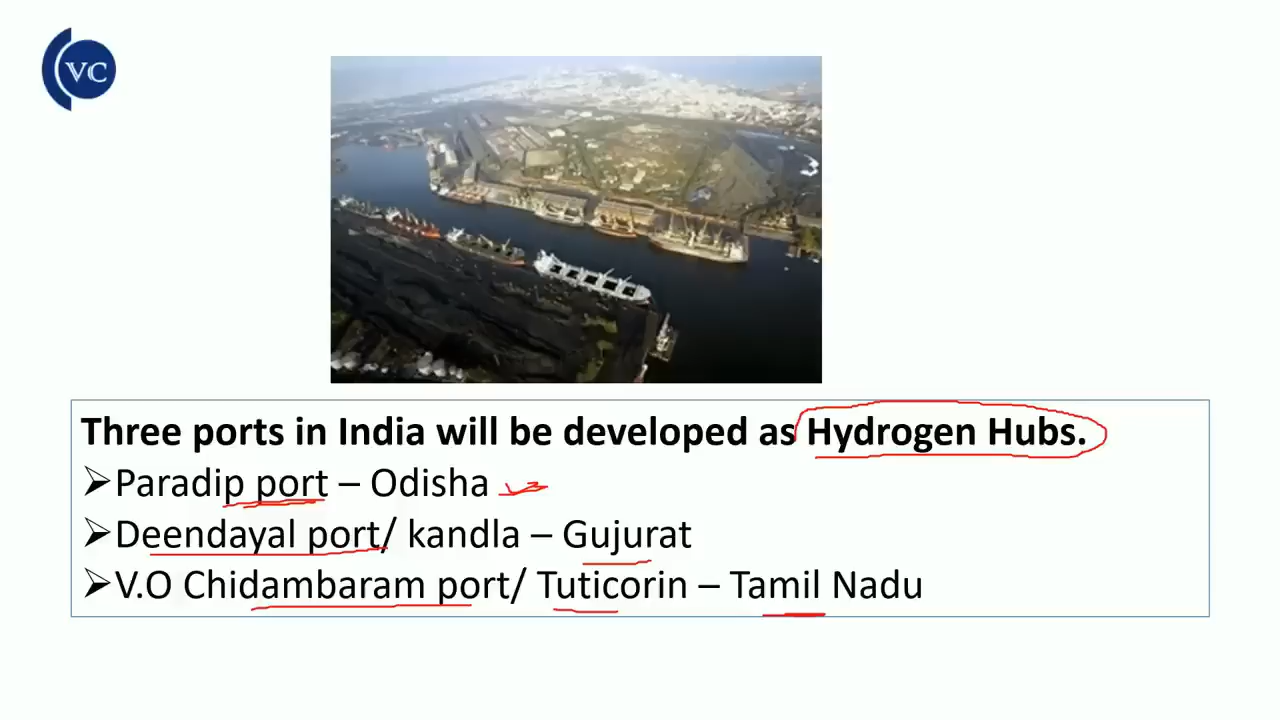 VC
Three ports in India will be developed as Hydrogen Hubs.
➢Paradip port – Odisha
➢Deendayal port/ kandla – Gujurat
➢V.O Chidambaram port/ Tuticorin – Tamil Nadu